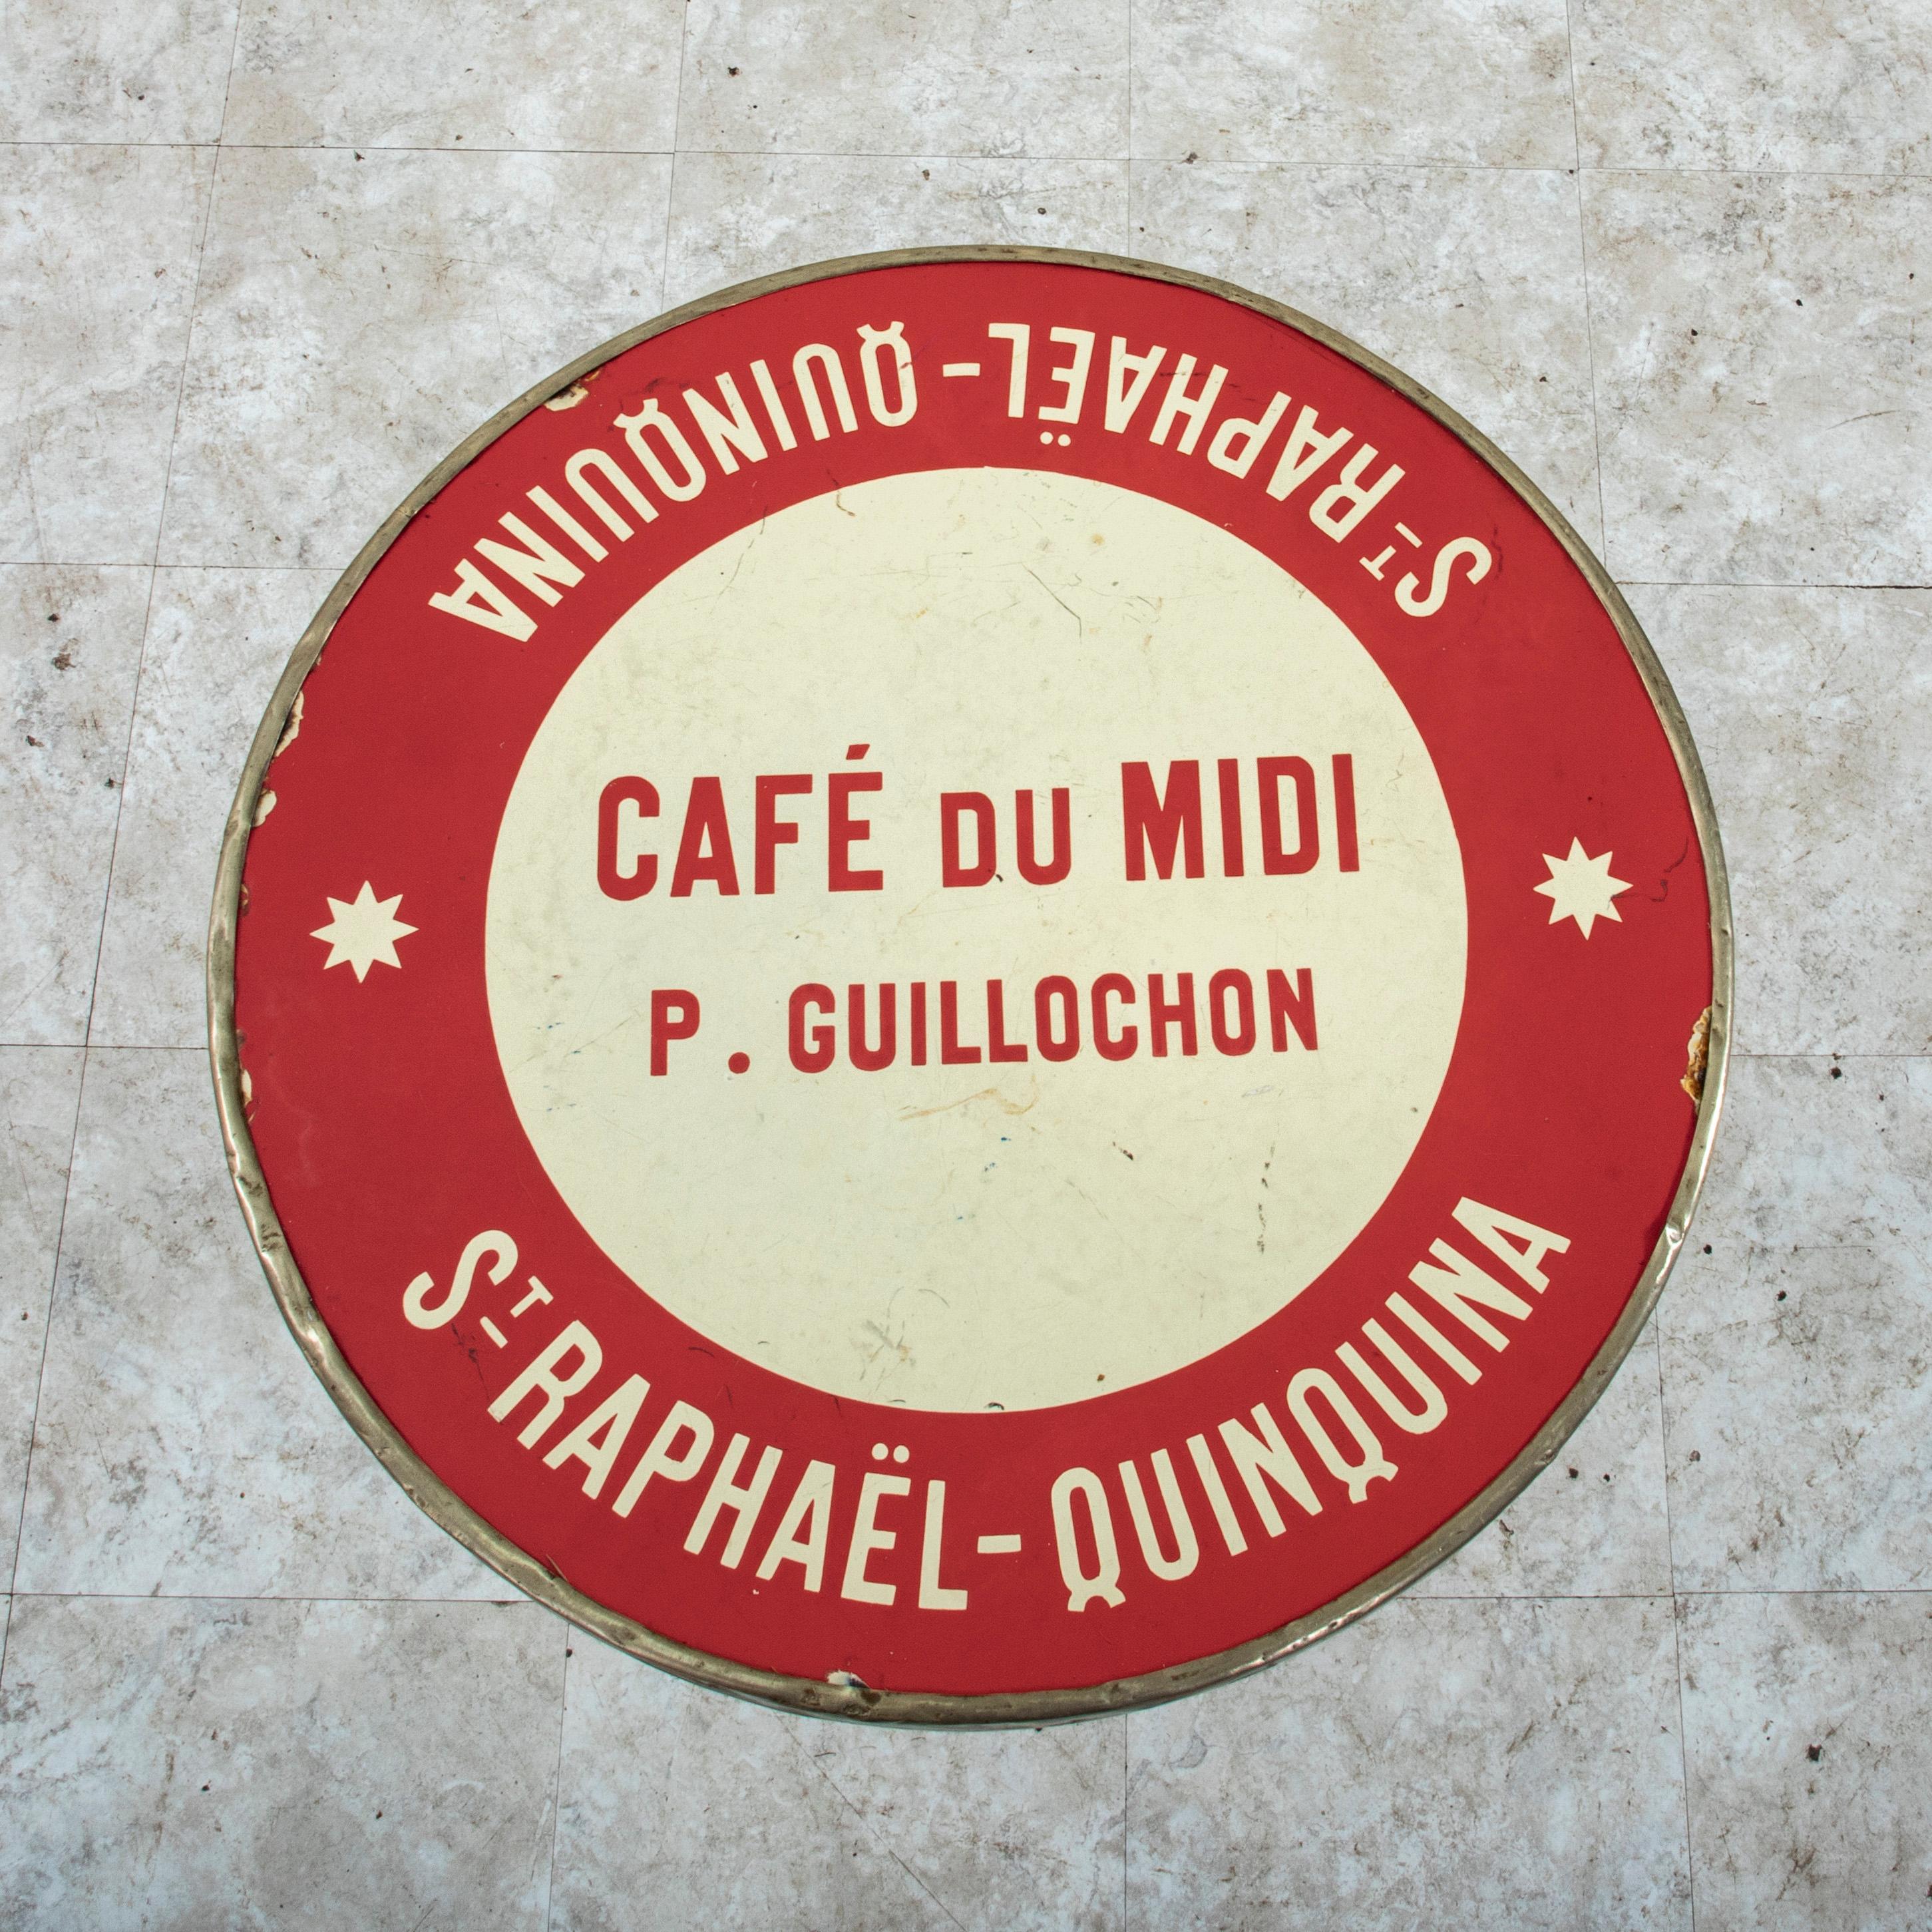 ST RAPHAËL-QUINQUINA
CAFÉ DU MIDI
P. GUILLOCHON
ST RAPHAËL-QUINQUINA